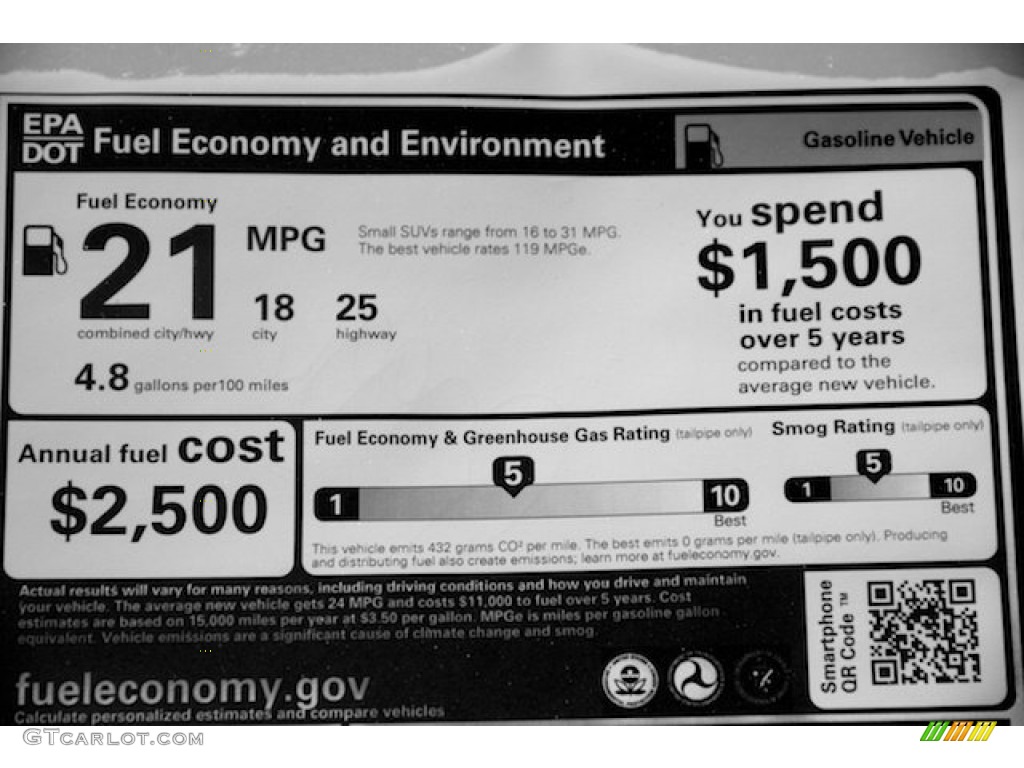 EPA
DOT Fuel Economy and Environment
Gasoline Vehicle
Fuel Economy
21 MPG
Small SUVs range from 16 to 31 MPG.
The best vehicle rates 119 MPGe.
combined city/hwy
18
city
25
highway
4.8 gallons per100 miles
You spend
$1,500
in fuel costs
over 5 years
compared to the
average new vehicle.
Annual fuel cost
$2,500
Fuel Economy & Greenhouse Gas Rating (tailpipe only)
5
1 10
Best
Smog Rating (tailpipe only)
5
1 10
Best
This vehicle emits 432 grams CO² per mile. The best emits 0 grams per mile (tailpipe only). Producing
and distributing fuel also create emissions; learn more at fueleconomy.gov.
Actual results will vary for many reasons, including driving conditions and how you drive and maintain
your vehicle. The average new vehicle gets 24 MPG and costs $11,000 to fuel over 5 years. Cost
estimates are based on 15,000 miles per year at $3.50 per gallon. MPGe is miles per gasoline gallon
equivalent. Vehicle emissions are a significant cause of climate change and smog.
fueleconomy.gov
Calculate personalized estimates and compare vehicles
Smartphone
QR Code ™
GTcarlot.com